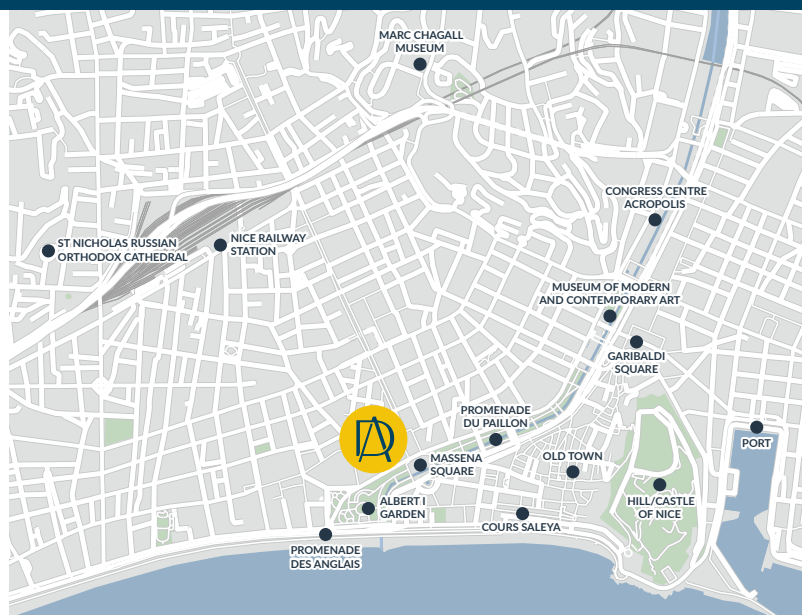 MARC CHAGALL
MUSEUM
CONGRESS CENTRE
ACROPOLIS
ST NICHOLAS RUSSIAN
ORTHODOX CATHEDRAL
NICE RAILWAY
STATION
MUSEUM OF MODERN
AND CONTEMPORARY ART
GARIBALDI
SQUARE
PROMENADE
DU PAILLON
DA
MASSENA
SQUARE
OLD TOWN
PORT
HILL/CASTLE
OF NICE
ALBERT I
GARDEN
COURS SALEYA
PROMENADE
DES ANGLAIS